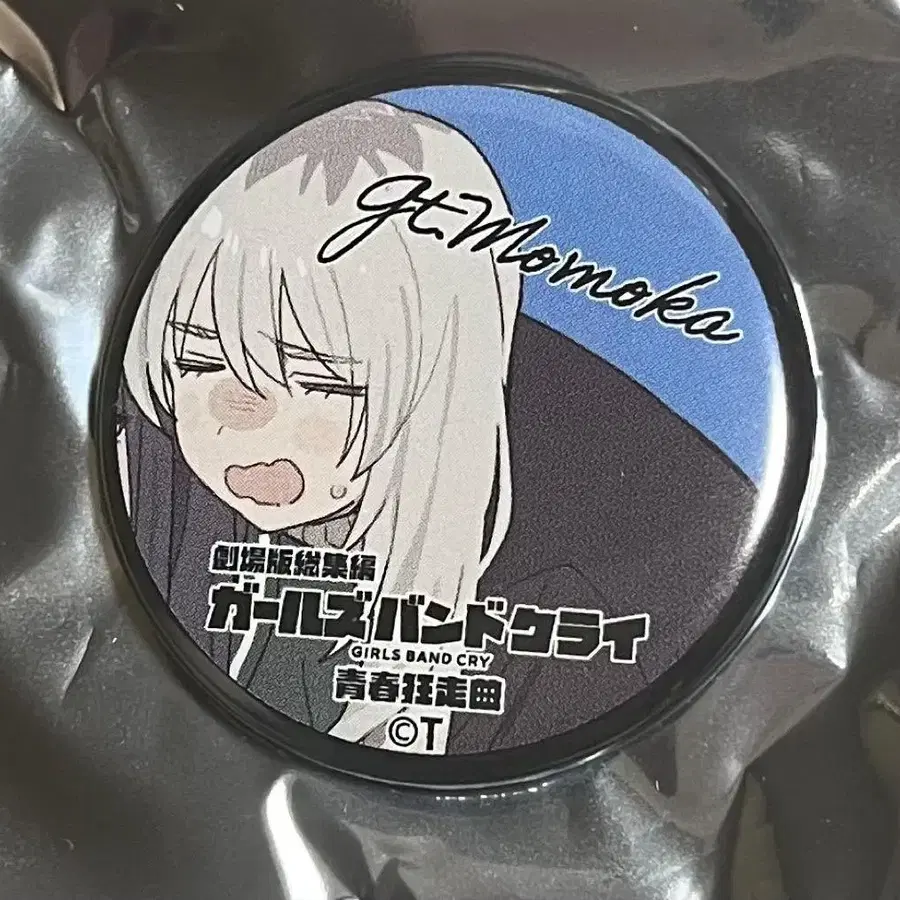 gt. Momoka
劇場版総集編
ガールズバンドクライ
GIRLS BAND CRY
青春狂走曲
©T